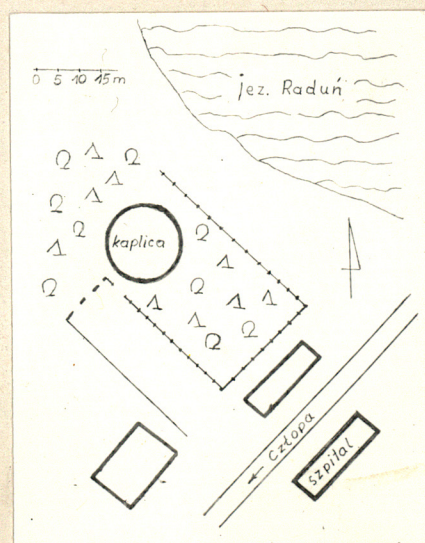 0 5 10 15 m
jez. Raduń
kaplica
← Człopa
szpital